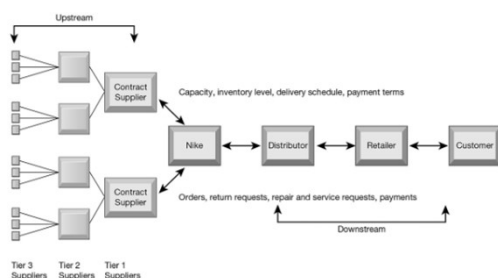 Upstream
Contract
Supplier
Capacity, inventory level, delivery schedule, payment terms
Nike
Distributor
Retailer
Customer
Contract
Supplier
Orders, return requests, repair and service requests, payments
Downstream
Tier 3
Suppliers
Tier 2
Suppliers
Tier 1
Suppliers